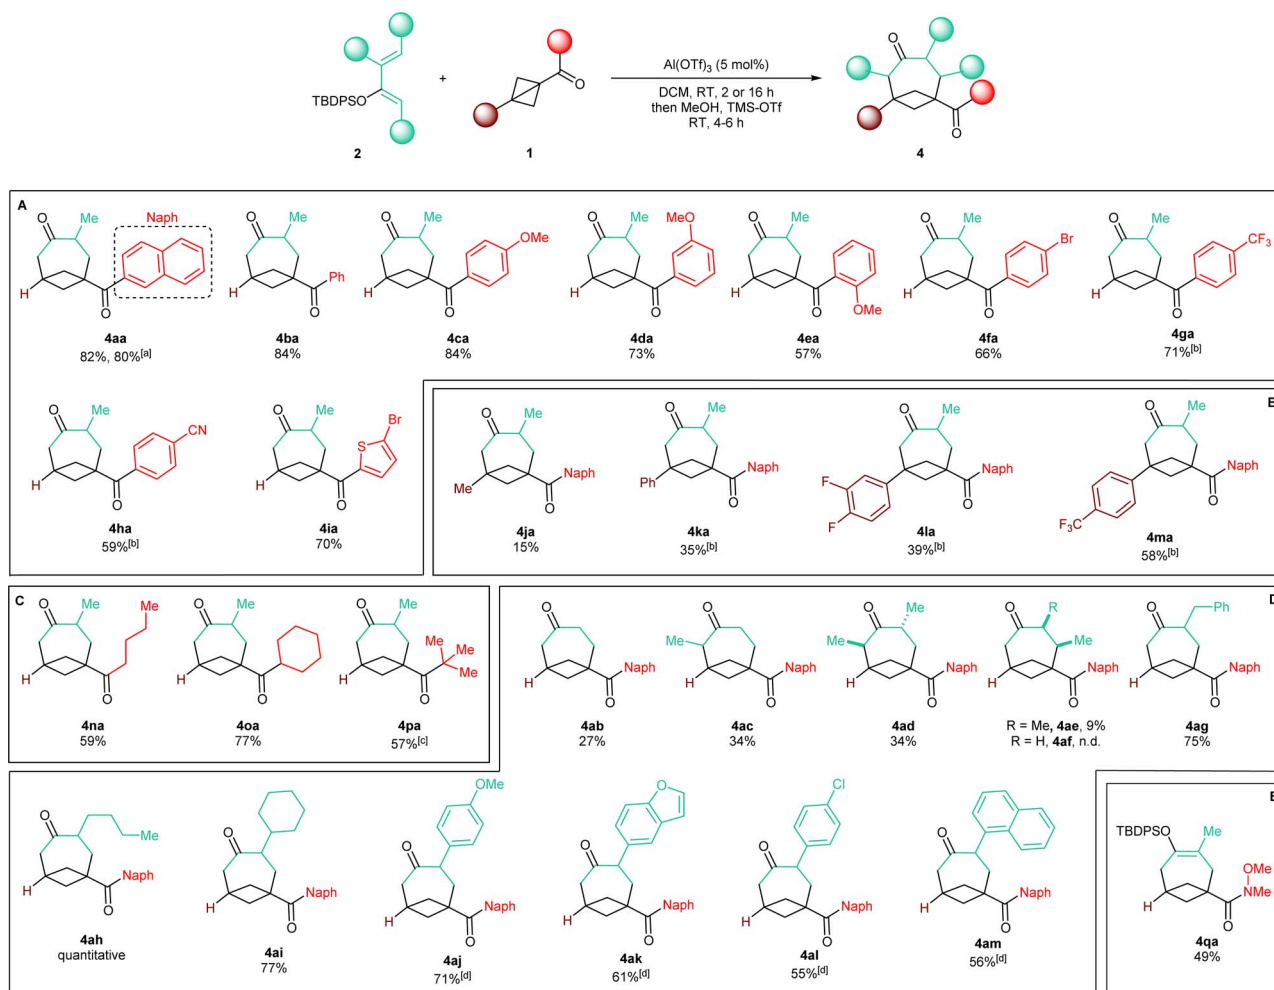 TBDPSO
2
+
O
1
Al(OTf)₃ (5 mol%)
DCM, RT, 2 or 16 h
then MeOH, TMS-OTf
RT, 4-6 h
O
O
4
A
O Me Naph
H O
4aa
82%, 80%[a]
O Me
H Ph
O
4ba
84%
O Me OMe
H O
4ca
84%
O Me MeO
H O
4da
73%
O Me
H O OMe
4ea
57%
O Me Br
H O
4fa
66%
O Me CF₃
H O
4ga
71%[b]
O Me CN
H O
4ha
59%[b]
O Me Br
S
H O
4ia
70%
B
O Me
Naph
Me O
4ja
15%
O Me
Naph
Ph O
4ka
35%[b]
O Me
F Naph
F O
4la
39%[b]
O Me
Naph
F₃C O
4ma
58%[b]
C
O Me Me
H O
4na
59%
O Me
H O
4oa
77%
O Me
Me Me
Me
H O
4pa
57%[c]
D
O
Naph
H O
4ab
27%
O
Me Naph
H O
4ac
34%
O Me
Me Naph
H O
4ad
34%
O R
Me
Naph
H O
R = Me, 4ae, 9%
R = H, 4af, n.d.
O Ph
Naph
H O
4ag
75%
O Me
Naph
H O
4ah
quantitative
O
Naph
H O
4ai
77%
OMe
O
Naph
H O
4aj
71%[d]
O
O
Naph
H O
4ak
61%[d]
Cl
O
Naph
H O
4al
55%[d]
O
Naph
H O
4am
56%[d]
E
TBDPSO Me
OMe
NMe
H O
4qa
49%